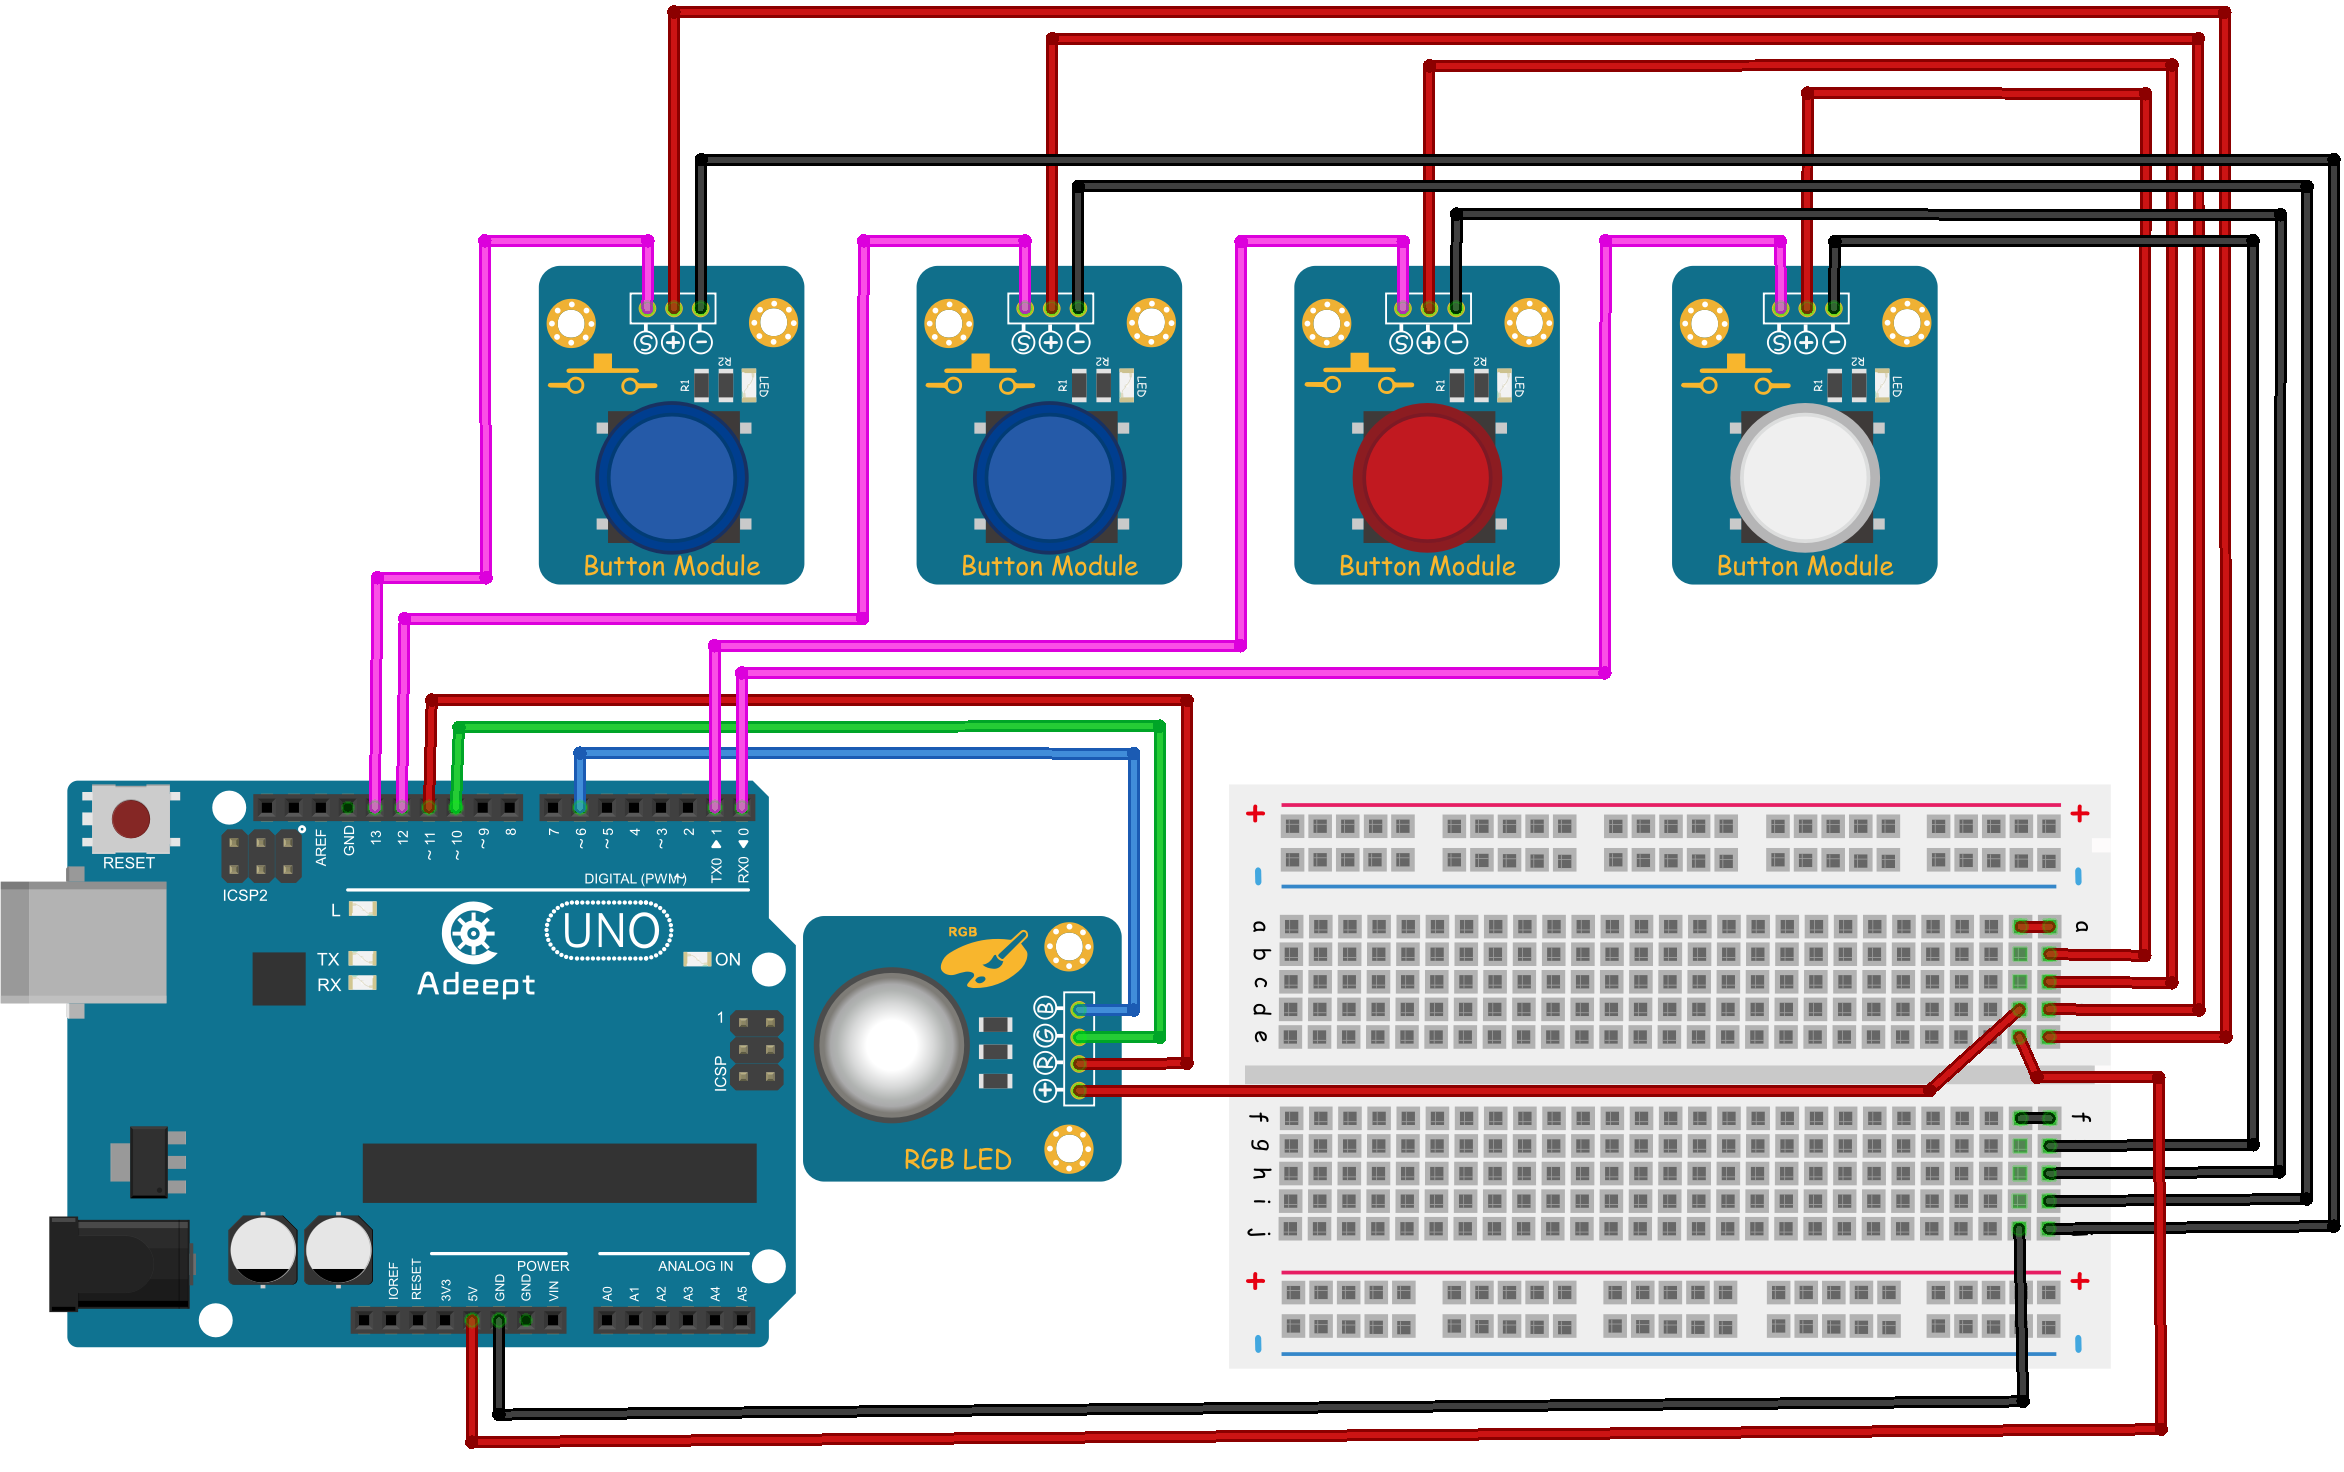 S + -
R1 R2 LED
Button Module
S + -
R1 R2 LED
Button Module
S + -
R1 R2 LED
Button Module
S + -
R1 R2 LED
Button Module
RESET
ICSP2
AREF
GND
13
12
~11
~10
~9
8
7
~6
~5
4
~3
2
TX0 ▶ 1
RX0 ◀ 0
DIGITAL (PWM~)
L
TX
RX
UNO
ON
Adeept
1
ICSP
IOREF
RESET
3V3
5V
GND
GND
VIN
POWER
ANALOG IN
A0
A1
A2
A3
A4
A5
RGB
B
G
R
+
RGB LED
+ +
- -
a a
b
c
d
e
f f
g
h
i
j
+ +
- -